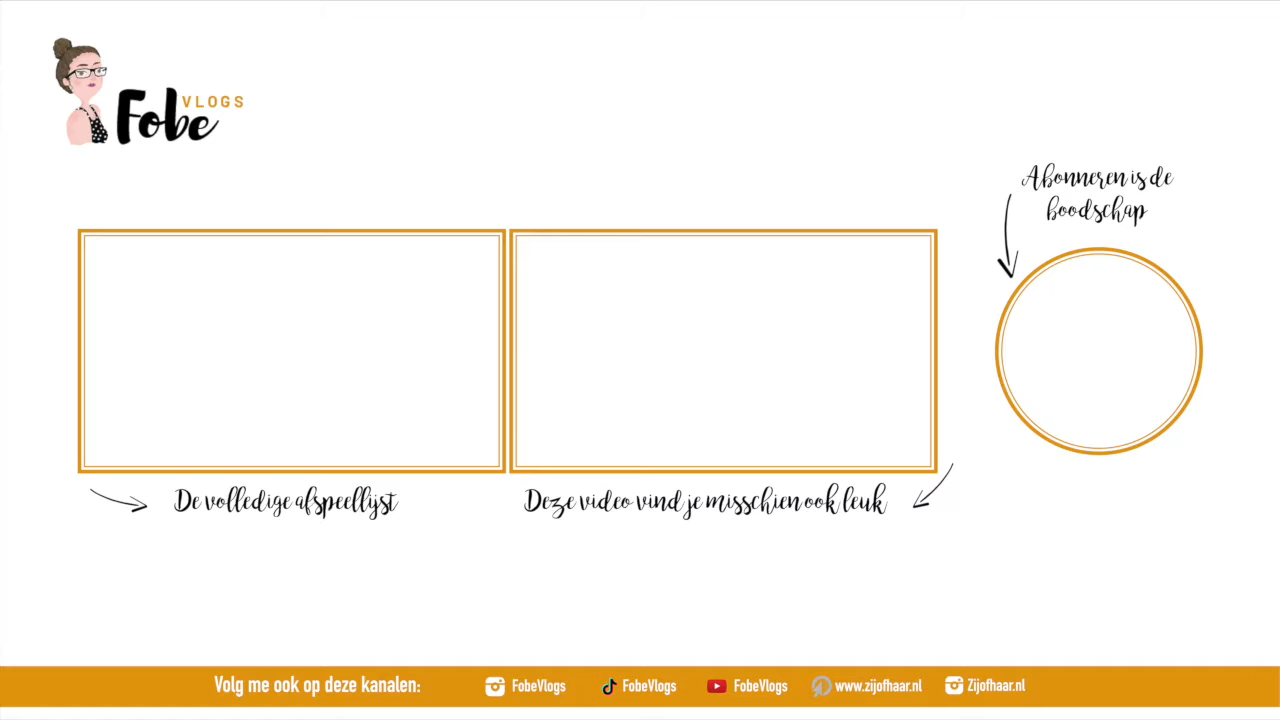 VLOGS
Fobe
Abonneren is de
boodschap
De volledige afspeellijst
Deze video vind je misschien ook leuk
Volg me ook op deze kanalen: FobeVlogs FobeVlogs FobeVlogs www.zijofhaar.nl Zijofhaar.nl